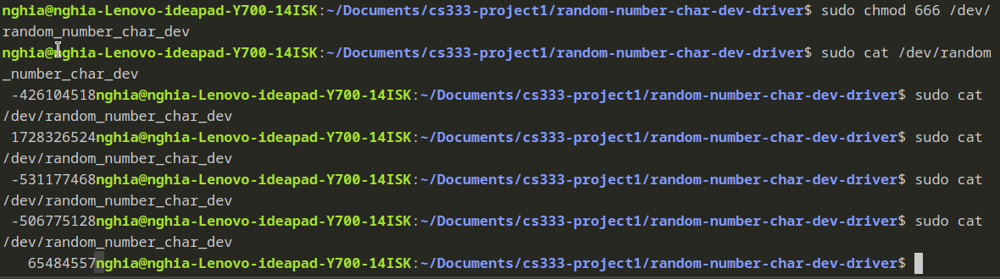 nghia@nghia-Lenovo-ideapad-Y700-14ISK:~/Documents/cs333-project1/random-number-char-dev-driver$ sudo chmod 666 /dev/
random_number_char_dev
nghia@nghia-Lenovo-ideapad-Y700-14ISK:~/Documents/cs333-project1/random-number-char-dev-driver$ sudo cat /dev/random
_number_char_dev
 -426104518nghia@nghia-Lenovo-ideapad-Y700-14ISK:~/Documents/cs333-project1/random-number-char-dev-driver$ sudo cat
/dev/random_number_char_dev
 1728326524nghia@nghia-Lenovo-ideapad-Y700-14ISK:~/Documents/cs333-project1/random-number-char-dev-driver$ sudo cat
/dev/random_number_char_dev
 -531177468nghia@nghia-Lenovo-ideapad-Y700-14ISK:~/Documents/cs333-project1/random-number-char-dev-driver$ sudo cat
/dev/random_number_char_dev
 -506775128nghia@nghia-Lenovo-ideapad-Y700-14ISK:~/Documents/cs333-project1/random-number-char-dev-driver$ sudo cat
/dev/random_number_char_dev
   65484557nghia@nghia-Lenovo-ideapad-Y700-14ISK:~/Documents/cs333-project1/random-number-char-dev-driver$